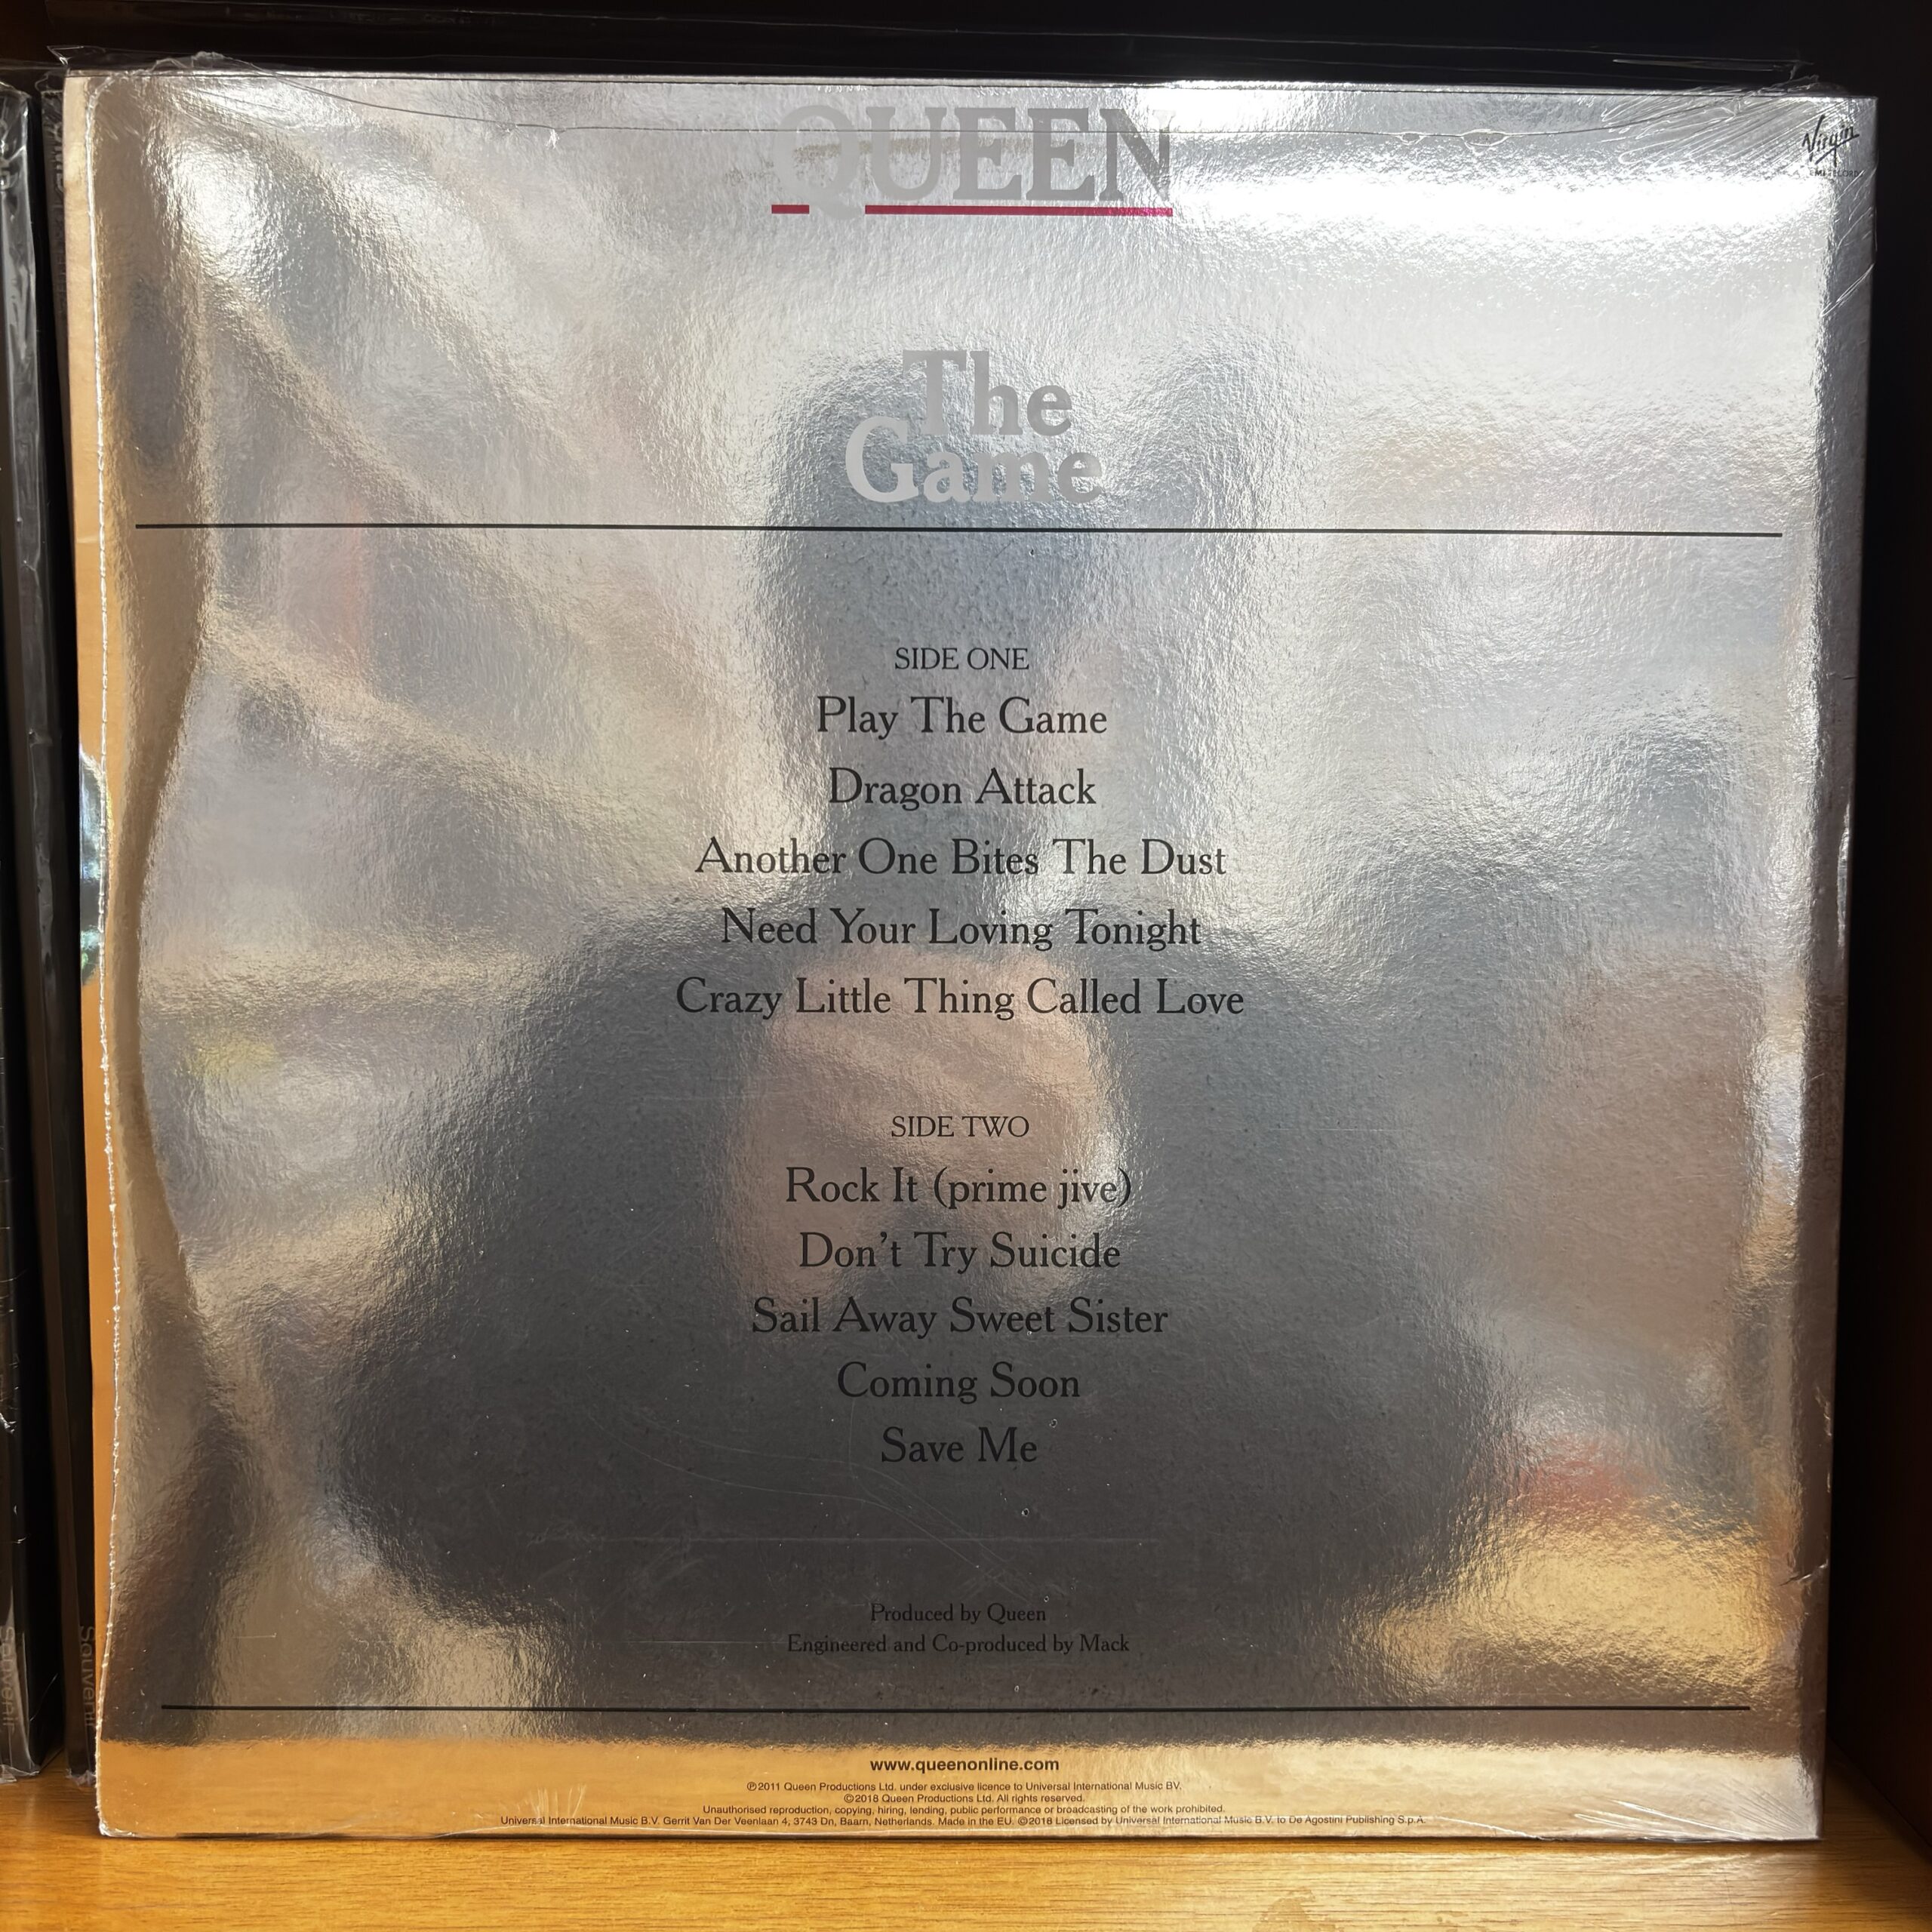 QUEEN
Virgin
The
Game
SIDE ONE
Play The Game
Dragon Attack
Another One Bites The Dust
Need Your Loving Tonight
Crazy Little Thing Called Love
SIDE TWO
Rock It (prime jive)
Don't Try Suicide
Sail Away Sweet Sister
Coming Soon
Save Me
Produced by Queen
Engineered and Co-produced by Mack
www.queenonline.com
℗2011 Queen Productions Ltd. under exclusive licence to Universal International Music BV.
©2018 Queen Productions Ltd. All rights reserved.
Unauthorised reproduction, copying, hiring, lending, public performance or broadcasting of the work prohibited.
Universal International Music B.V. Gerrit Van Der Veenlaan 4, 3743 Dn, Baarn, Netherlands. Made in the EU. ©2018 Licensed by Universal International Music B.V. to De Agostini Publishing S.p.A.
Souvenir
Souvenir